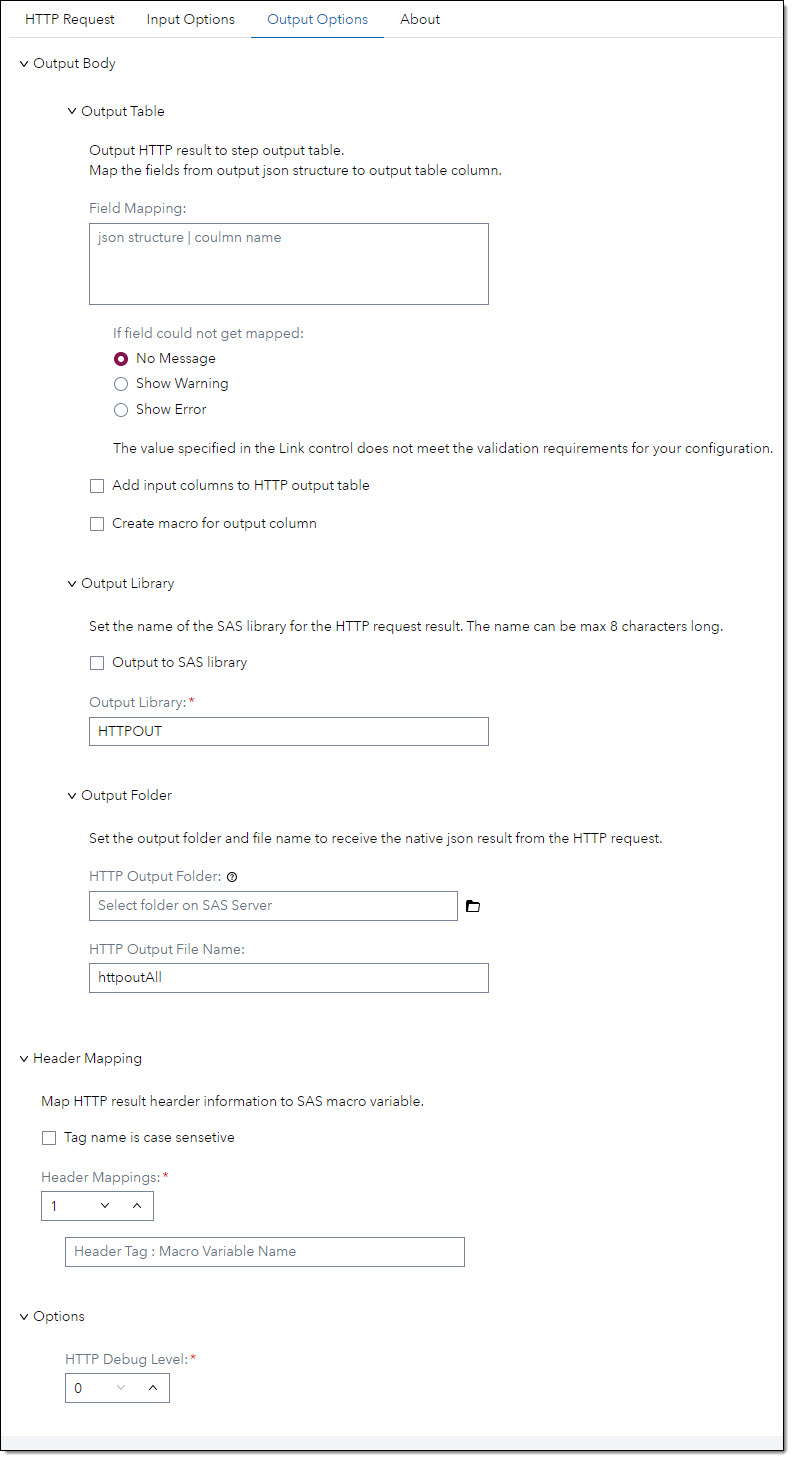 HTTP Request Input Options Output Options About
Output Body
Output Table
Output HTTP result to step output table.
Map the fields from output json structure to output table column.
Field Mapping:
json structure | coulmn name
If field could not get mapped:
No Message
Show Warning
Show Error
The value specified in the Link control does not meet the validation requirements for your configuration.
Add input columns to HTTP output table
Create macro for output column
Output Library
Set the name of the SAS library for the HTTP request result. The name can be max 8 characters long.
Output to SAS library
Output Library: *
HTTPOUT
Output Folder
Set the output folder and file name to receive the native json result from the HTTP request.
HTTP Output Folder: ?
Select folder on SAS Server
HTTP Output File Name:
httpoutAll
Header Mapping
Map HTTP result hearder information to SAS macro variable.
Tag name is case sensetive
Header Mappings: *
1
Header Tag : Macro Variable Name
Options
HTTP Debug Level: *
0